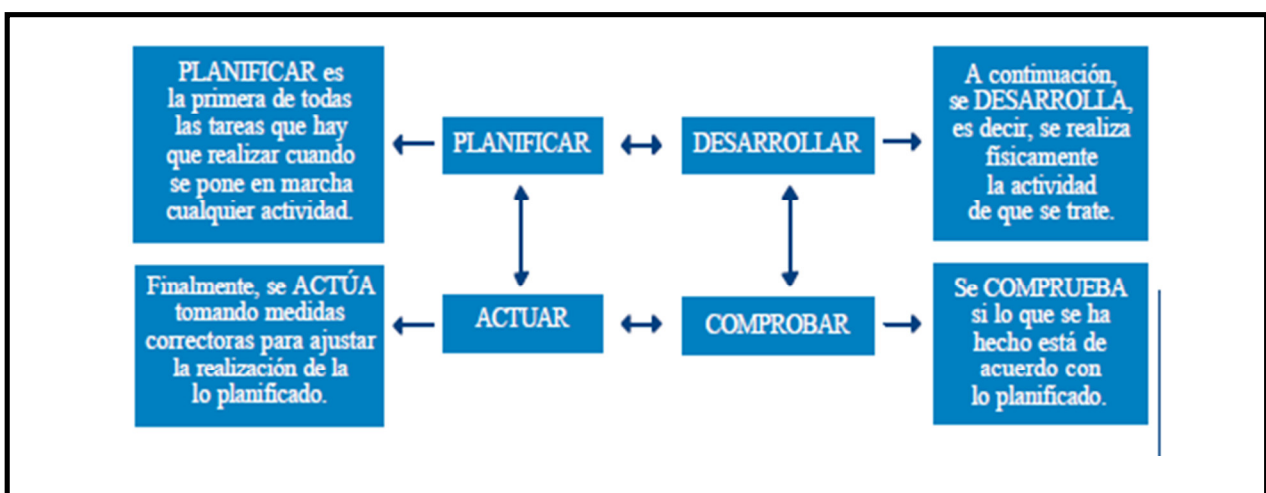 PLANIFICAR es
la primera de todas
las tareas que hay
que realizar cuando
se pone en marcha
cualquier actividad.
PLANIFICAR
DESARROLLAR
A continuación,
se DESARROLLA,
es decir, se realiza
físicamente
la actividad
de que se trate.
Finalmente, se ACTÚA
tomando medidas
correctoras para ajustar
la realización de la
lo planificado.
ACTUAR
COMPROBAR
Se COMPRUEBA
si lo que se ha
hecho está de
acuerdo con
lo planificado.